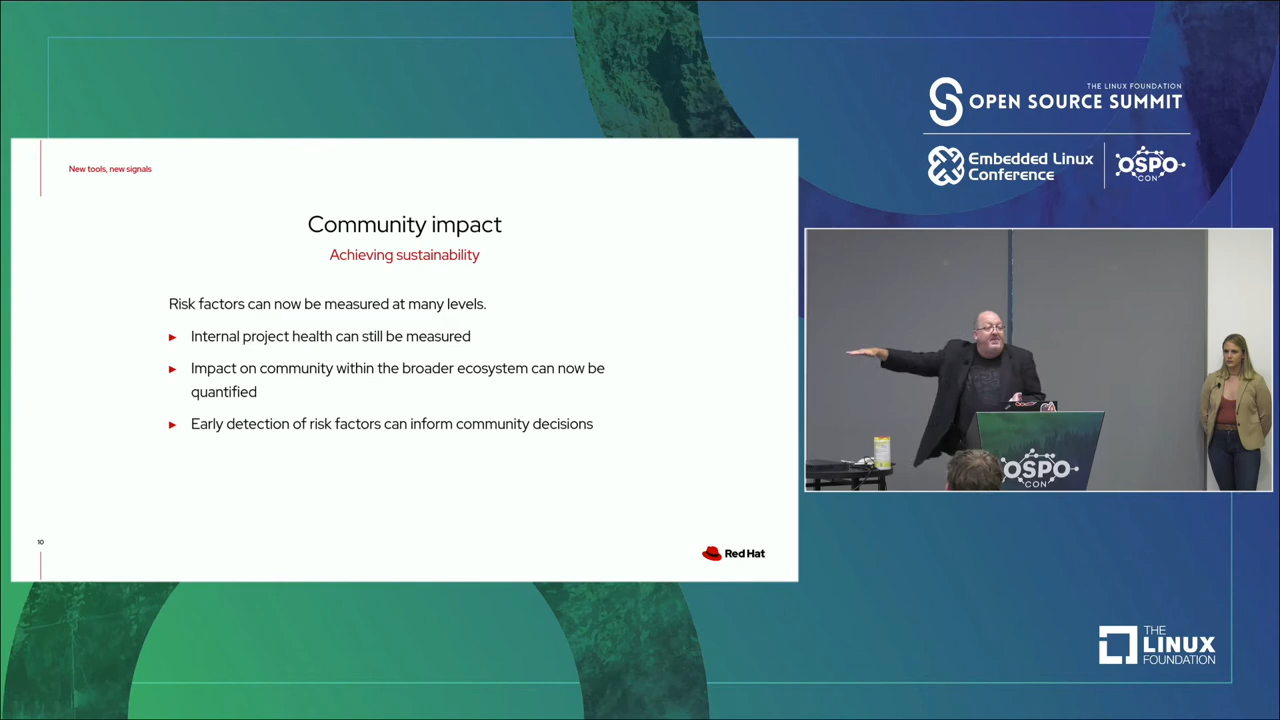 THE LINUX FOUNDATION
OPEN SOURCE SUMMIT
Embedded Linux
Conference
OSPO
CON
New tools, new signals
Community impact
Achieving sustainability
Risk factors can now be measured at many levels.
Internal project health can still be measured
Impact on community within the broader ecosystem can now be
quantified
Early detection of risk factors can inform community decisions
10
Red Hat
OSPO
CON
THE
LINUX
FOUNDATION